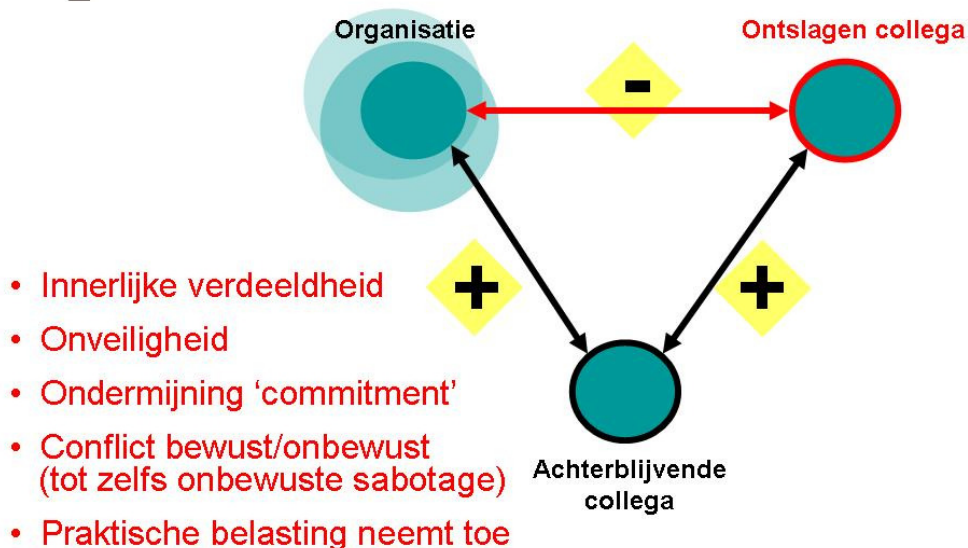 Organisatie
Ontslagen collega
-
+
+
• Innerlijke verdeeldheid
• Onveiligheid
• Ondermijning ‘commitment’
• Conflict bewust/onbewust
(tot zelfs onbewuste sabotage)
• Praktische belasting neemt toe
Achterblijvende
collega